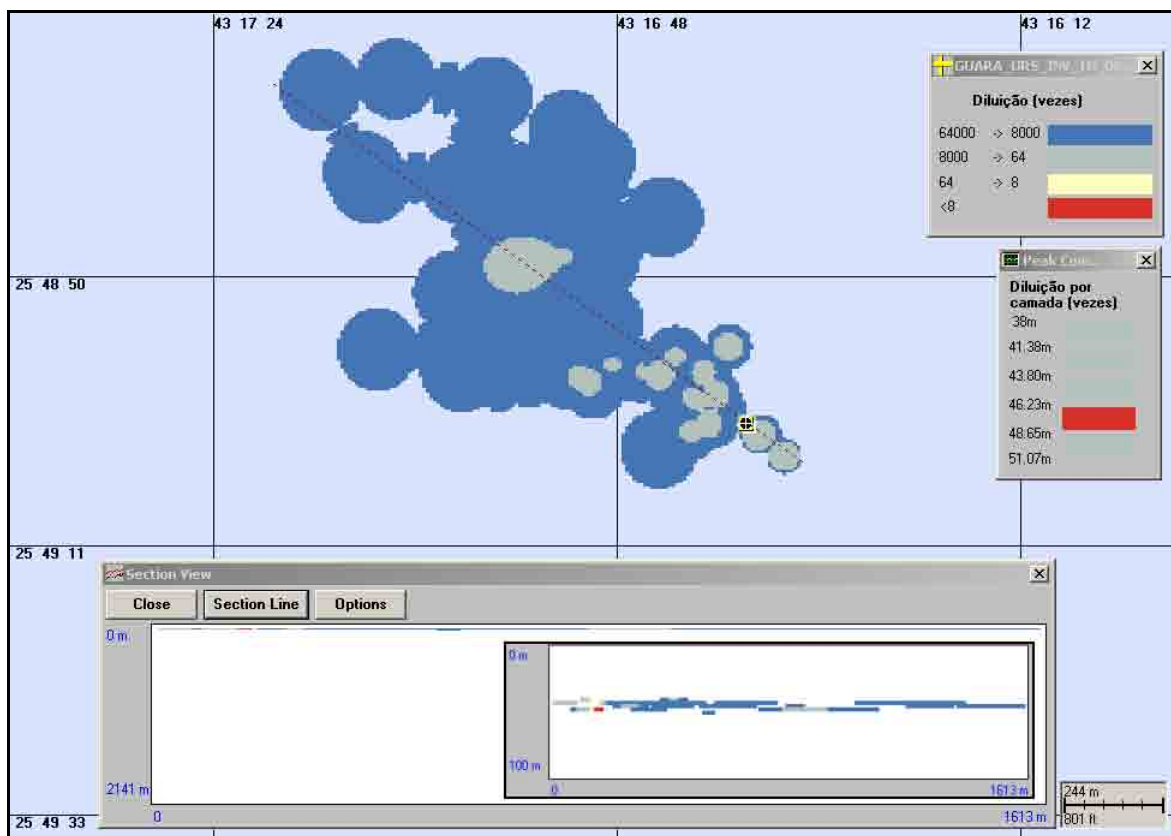 43 17 24
43 16 48
43 16 12
Diluição (vezes)
64000 -> 8000
8000 -> 64
64 -> 8
<8
25 48 50
Peak
Diluição por
camada (vezes)
38m
41.38m
43.80m
46.23m
48.65m
51.07m
25 49 11
Section View
Close
Section Line
Options
0 m
2141 m
0
1613 m
0 m
100 m
0
1613 m
244 m
801 ft
25 49 33